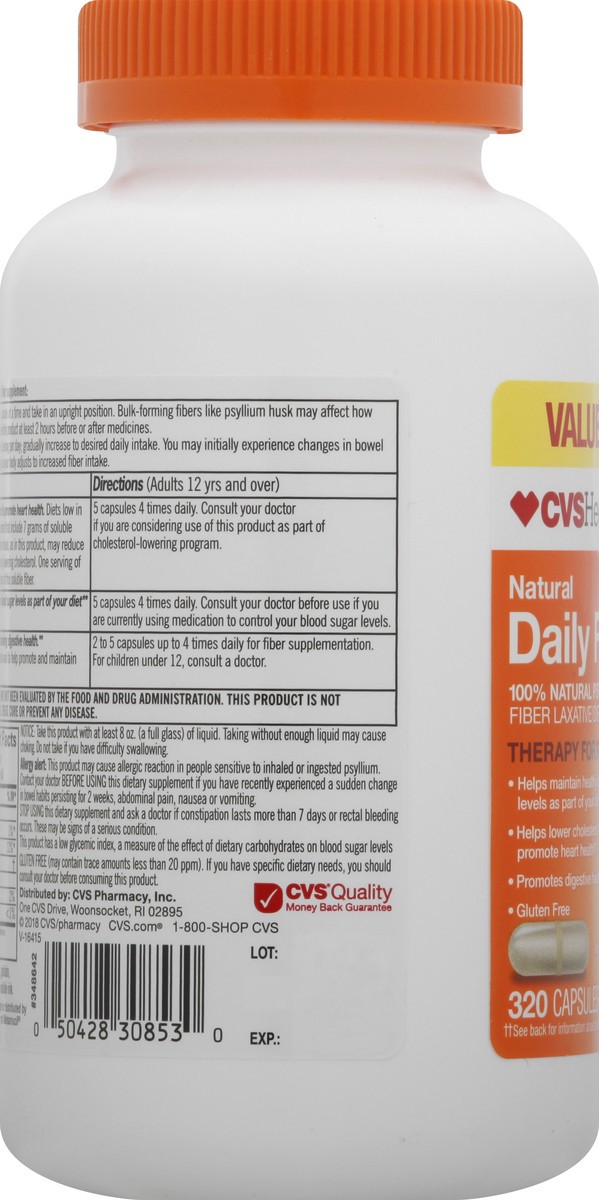 supplement:
at a time and take in an upright position. Bulk-forming fibers like psyllium husk may affect how
product at least 2 hours before or after medicines.
per day; gradually increase to desired daily intake. You may initially experience changes in bowel
body adjusts to increased fiber intake.
Directions (Adults 12 yrs and over)
promote heart health. Diets low in
include 7 grams of soluble
as in this product, may reduce
cholesterol. One serving of
soluble fiber.
5 capsules 4 times daily. Consult your doctor
if you are considering use of this product as part of
cholesterol-lowering program.
sugar levels as part of your diet**
5 capsules 4 times daily. Consult your doctor before use if you
are currently using medication to control your blood sugar levels.
digestive health.**
to help promote and maintain
2 to 5 capsules up to 4 times daily for fiber supplementation.
For children under 12, consult a doctor.
NOT BEEN EVALUATED BY THE FOOD AND DRUG ADMINISTRATION. THIS PRODUCT IS NOT
CURE OR PREVENT ANY DISEASE.
Facts
NOTICE: Take this product with at least 8 oz. (a full glass) of liquid. Taking without enough liquid may cause
choking. Do not take if you have difficulty swallowing.
Allergy alert: This product may cause allergic reaction in people sensitive to inhaled or ingested psyllium.
Contact your doctor BEFORE USING this dietary supplement if you have recently experienced a sudden change
in bowel habits persisting for 2 weeks, abdominal pain, nausea or vomiting.
STOP USING this dietary supplement and ask a doctor if constipation lasts more than 7 days or rectal bleeding
occurs. These may be signs of a serious condition.
This product has a low glycemic index, a measure of the effect of dietary carbohydrates on blood sugar levels
GLUTEN FREE (may contain trace amounts less than 20 ppm). If you have specific dietary needs, you should
consult your doctor before consuming this product.
Distributed by: CVS Pharmacy, Inc.
One CVS Drive, Woonsocket, RI 02895
© 2018 CVS/pharmacy CVS.com® 1-800-SHOP CVS
V-16415
CVS® Quality
Money Back Guarantee
#348642
0 50428 30853 0
LOT:
EXP.:
VALUE
CVSHe
Natural
Daily F
100% NATURAL PS
FIBER LAXATIVE/
THERAPY FOR
• Helps maintain health
levels as part of your
• Helps lower cholester
promote heart health
• Promotes digestive hea
• Gluten Free
320 CAPSULES
††See back for information